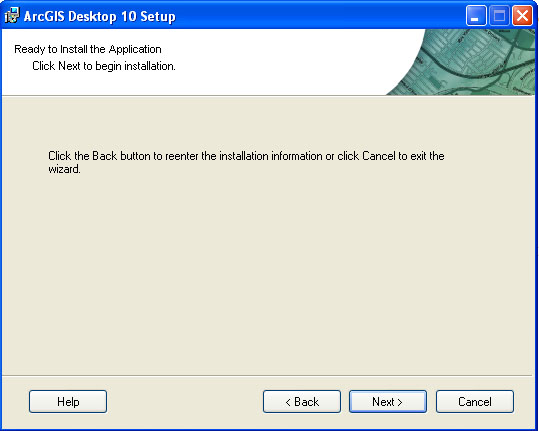 ArcGIS Desktop 10 Setup
Ready to Install the Application
Click Next to begin installation.
Click the Back button to reenter the installation information or click Cancel to exit the
wizard.
Help
< Back
Next >
Cancel